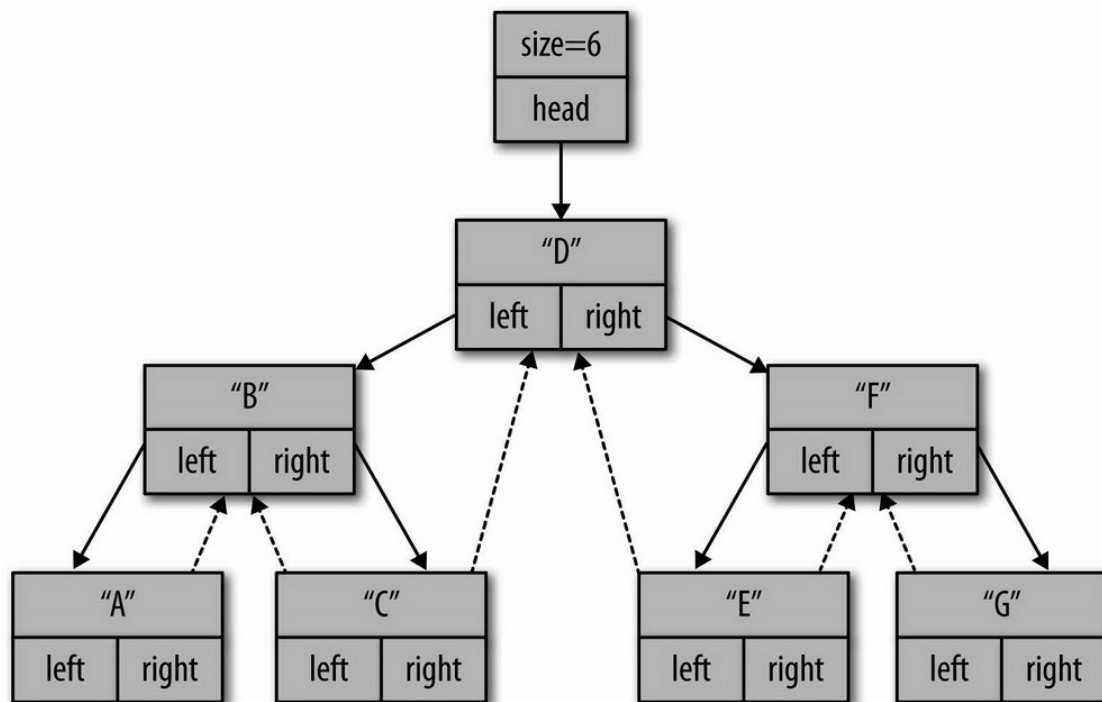 size=6
head
“D”
left right
“B” “F”
left right left right
“A” “C” “E” “G”
left right left right left right left right